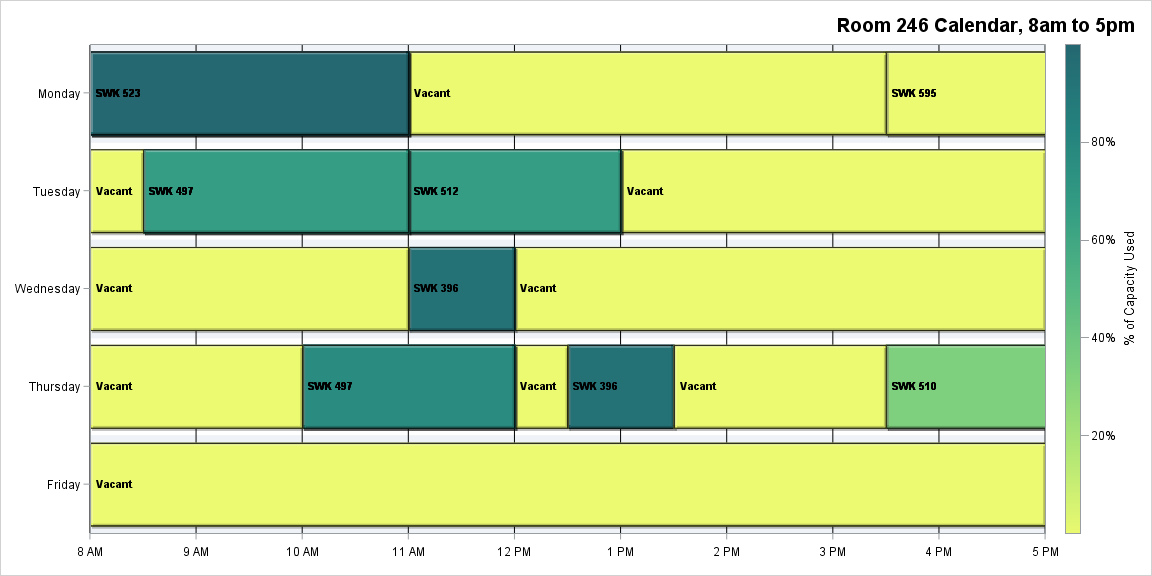 Room 246 Calendar, 8am to 5pm
Monday
SWK 523
Vacant
SWK 595
Tuesday
Vacant
SWK 497
SWK 512
Vacant
Wednesday
Vacant
SWK 396
Vacant
Thursday
Vacant
SWK 497
Vacant
SWK 396
Vacant
SWK 510
Friday
Vacant
8 AM
9 AM
10 AM
11 AM
12 PM
1 PM
2 PM
3 PM
4 PM
5 PM
80%
60%
40%
20%
% of Capacity Used